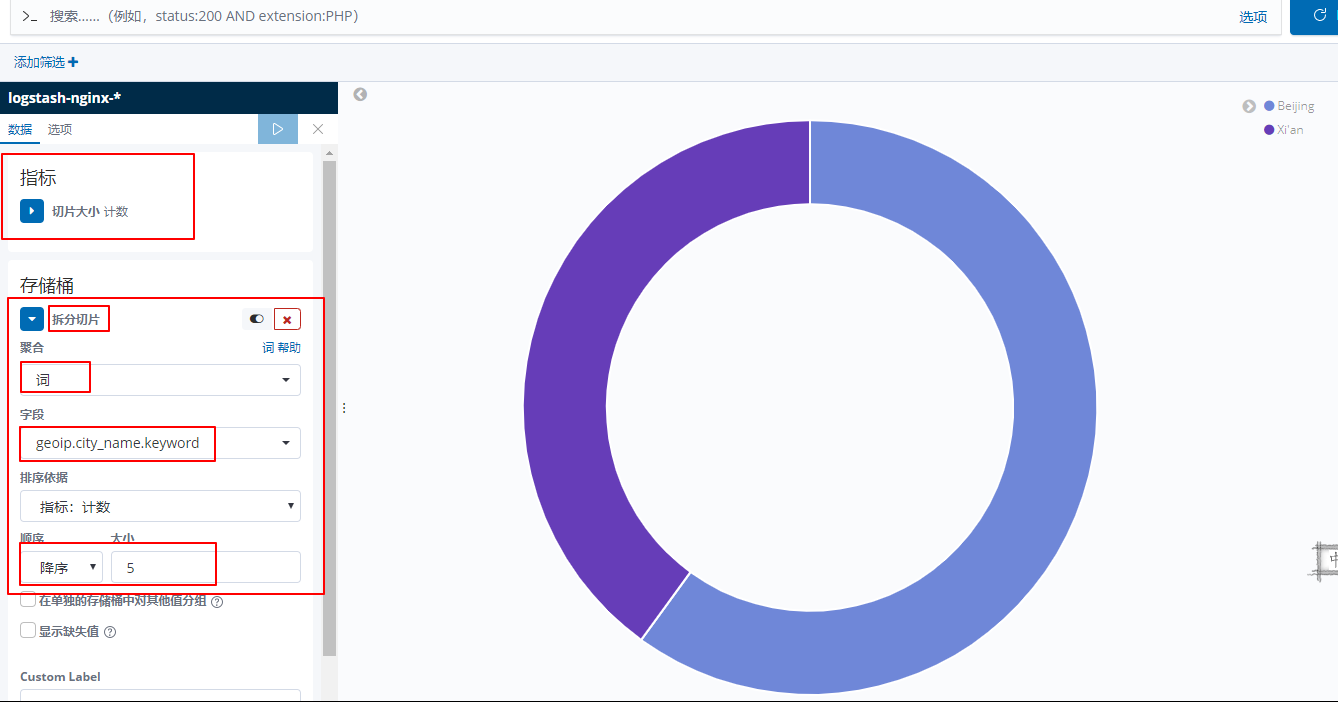 >_ 搜索……（例如，status:200 AND extension:PHP）
选项
添加筛选
logstash-nginx-*
数据 选项
指标
切片大小 计数
存储桶
拆分切片
聚合 词 帮助
词
字段
geoip.city_name.keyword
排序依据
指标：计数
顺序 大小
降序 5
在单独的存储桶中对其他值分组
显示缺失值
Custom Label
Beijing
Xi'an